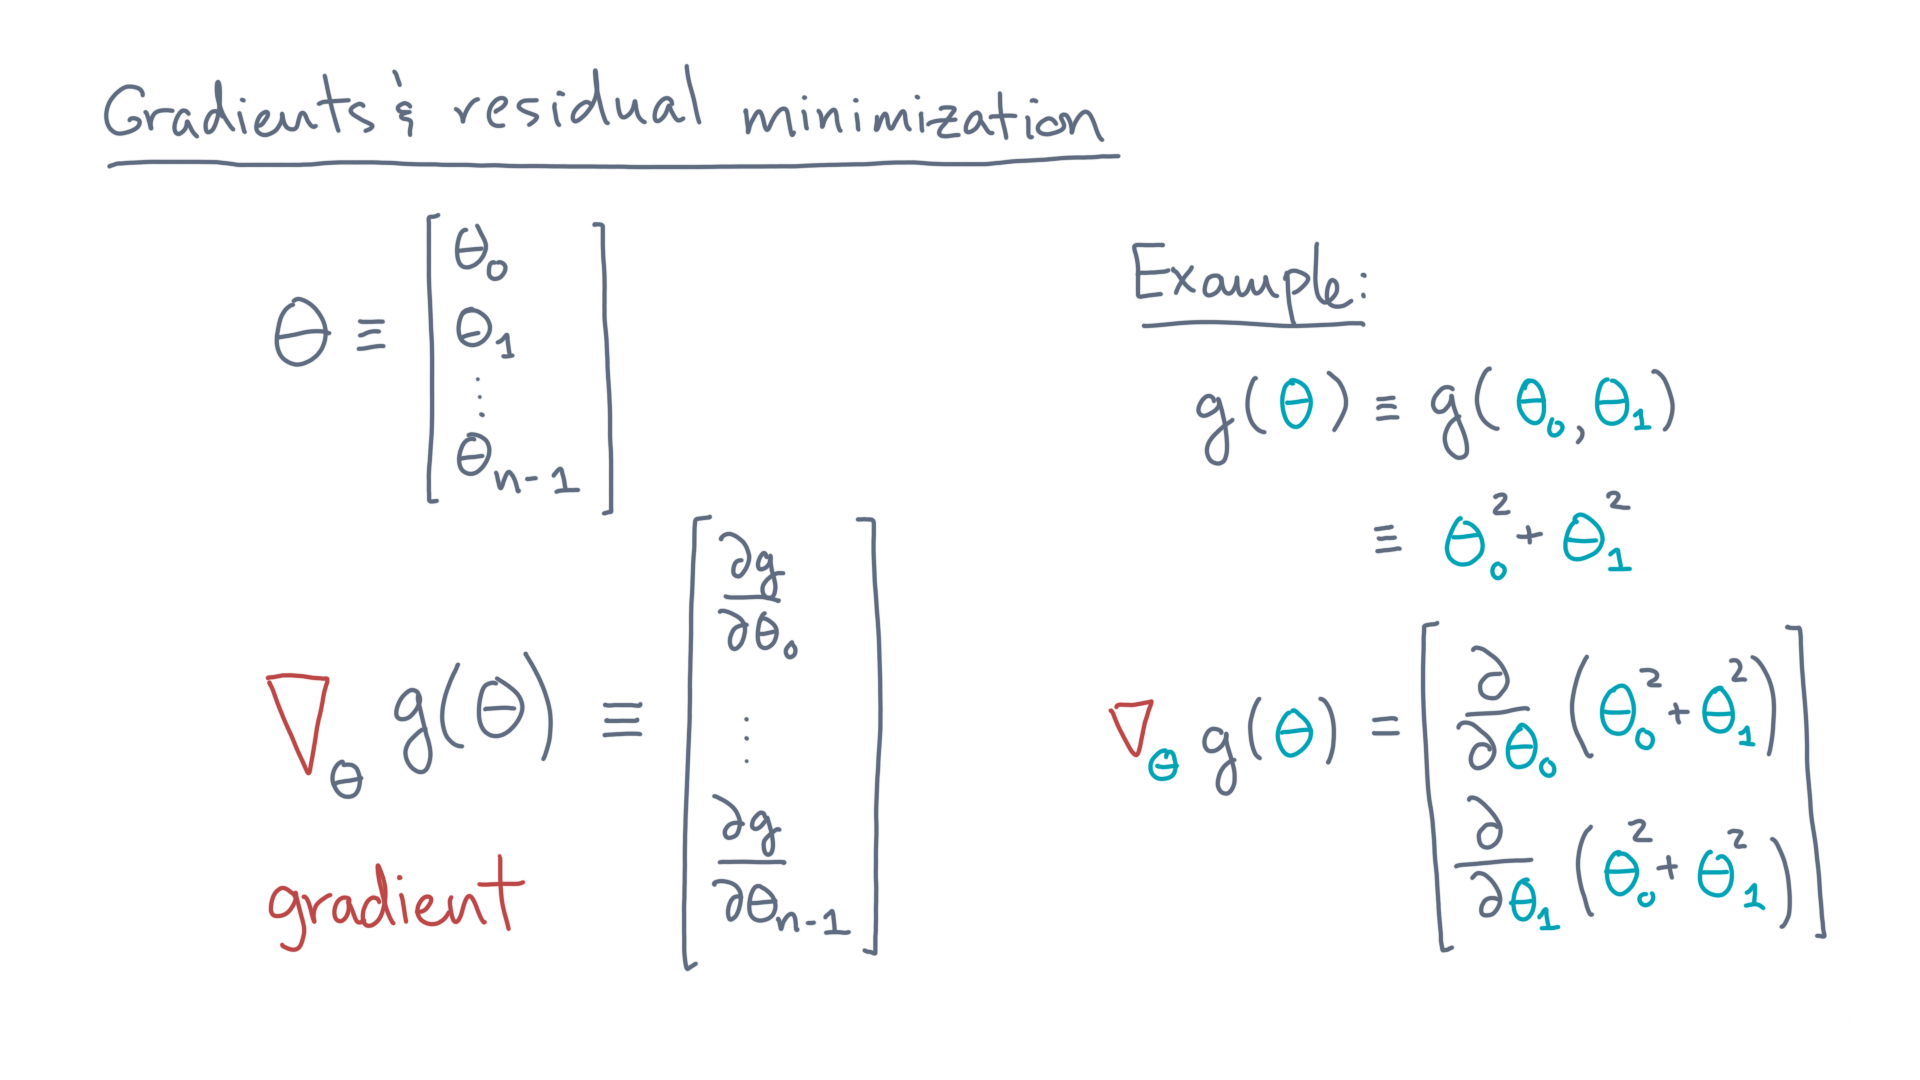 Gradients & residual minimization
θ ≡ [ θ₀ θ₁ ⋮ θₙ₋₁ ]
∇_θ g(θ) ≡ [ ∂g/∂θ₀ ⋮ ∂g/∂θₙ₋₁ ]
gradient
Example:
g(θ) ≡ g(θ₀, θ₁)
≡ θ₀² + θ₁²
∇_θ g(θ) = [ ∂/∂θ₀ (θ₀² + θ₁²) ∂/∂θ₁ (θ₀² + θ₁²) ]